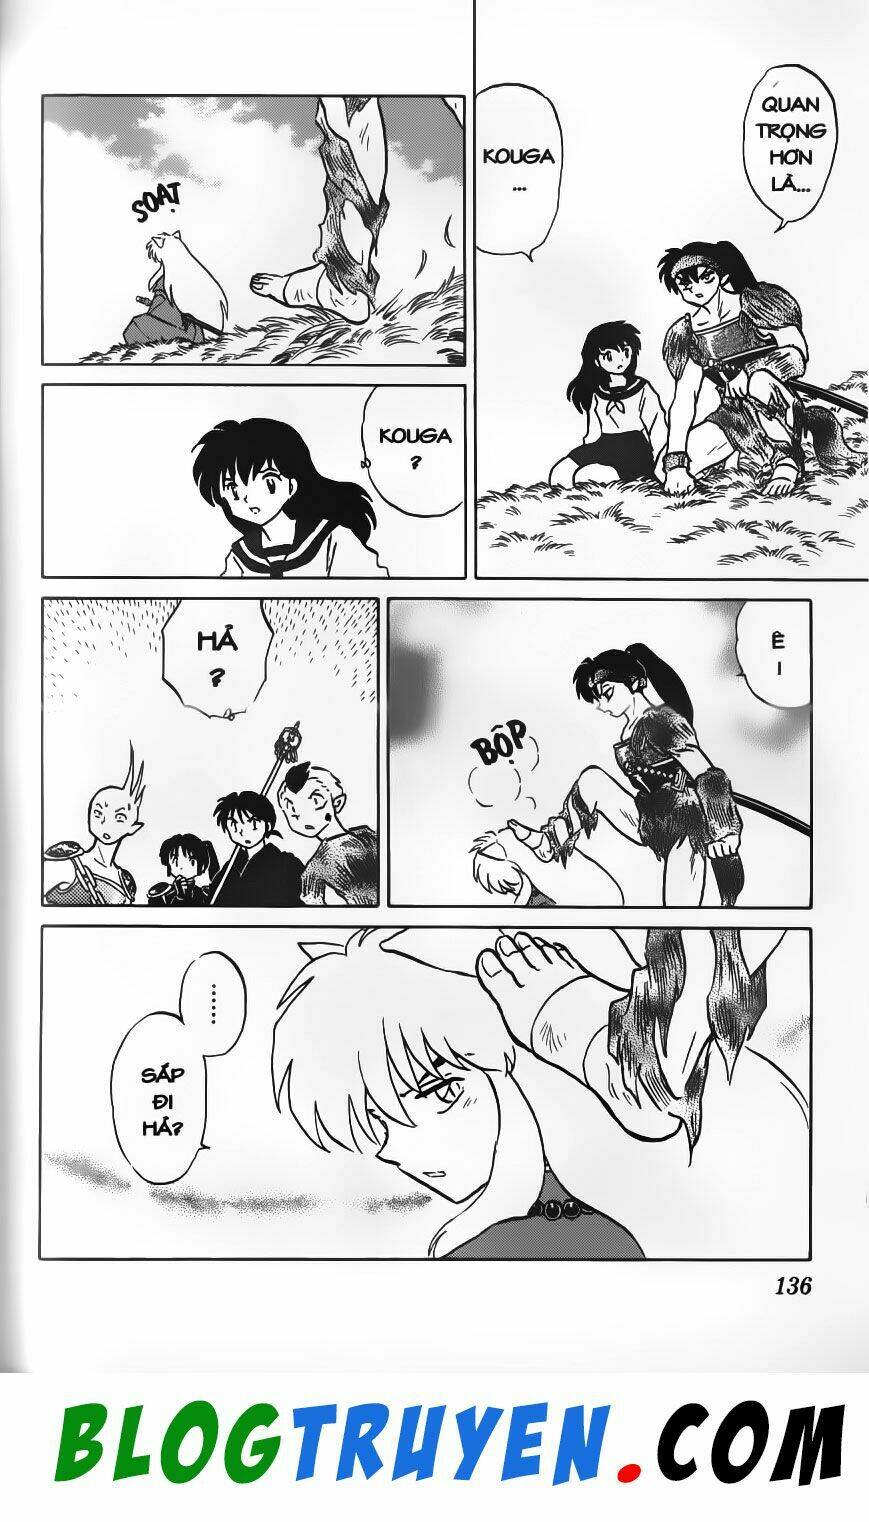 QUAN
TRỌNG
HƠN
LÀ...
KOUGA
...
SOẠT
KOUGA
?
Ê
!
BỘP
HẢ
?
......
SẮP
ĐI
HẢ?
136
BLOGTRUYEN.COM